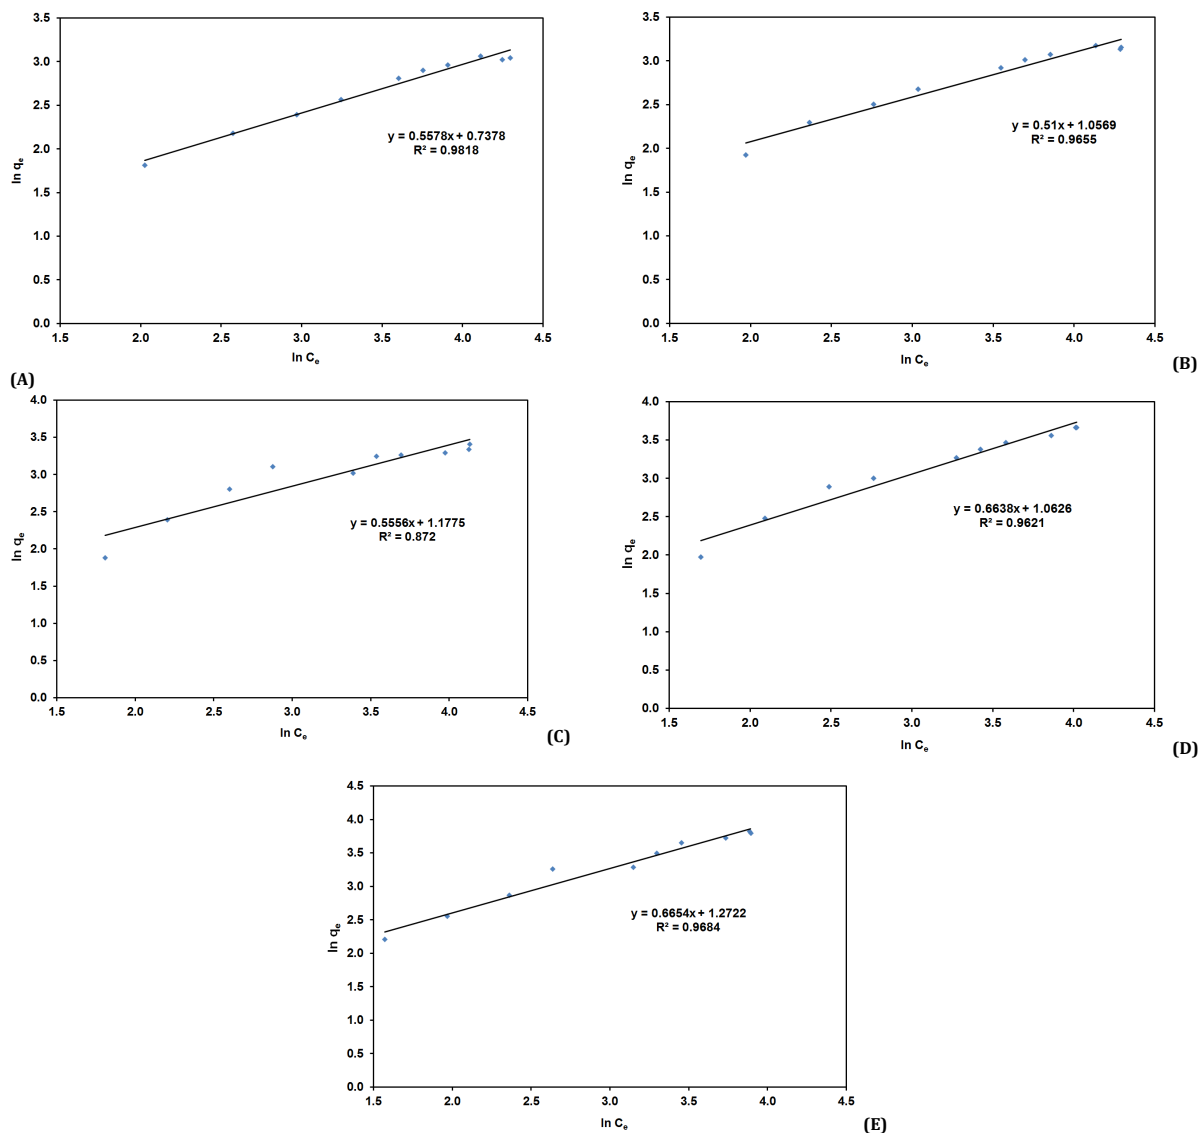 3.5
3.0
2.5
2.0
1.5
1.0
0.5
0.0
ln qe
y = 0.5578x + 0.7378
R² = 0.9818
1.5 2.0 2.5 3.0 3.5 4.0 4.5
ln Ce
(A)
3.5
3.0
2.5
2.0
1.5
1.0
0.5
0.0
ln qe
y = 0.51x + 1.0569
R² = 0.9655
1.5 2.0 2.5 3.0 3.5 4.0 4.5
ln Ce
(B)
4.0
3.5
3.0
2.5
2.0
1.5
1.0
0.5
0.0
ln qe
y = 0.5556x + 1.1775
R² = 0.872
1.5 2.0 2.5 3.0 3.5 4.0 4.5
ln Ce
(C)
4.0
3.5
3.0
2.5
2.0
1.5
1.0
0.5
0.0
ln qe
y = 0.6638x + 1.0626
R² = 0.9621
1.5 2.0 2.5 3.0 3.5 4.0 4.5
ln Ce
(D)
4.5
4.0
3.5
3.0
2.5
2.0
1.5
1.0
0.5
0.0
ln qe
y = 0.6654x + 1.2722
R² = 0.9684
1.5 2.0 2.5 3.0 3.5 4.0 4.5
ln Ce
(E)